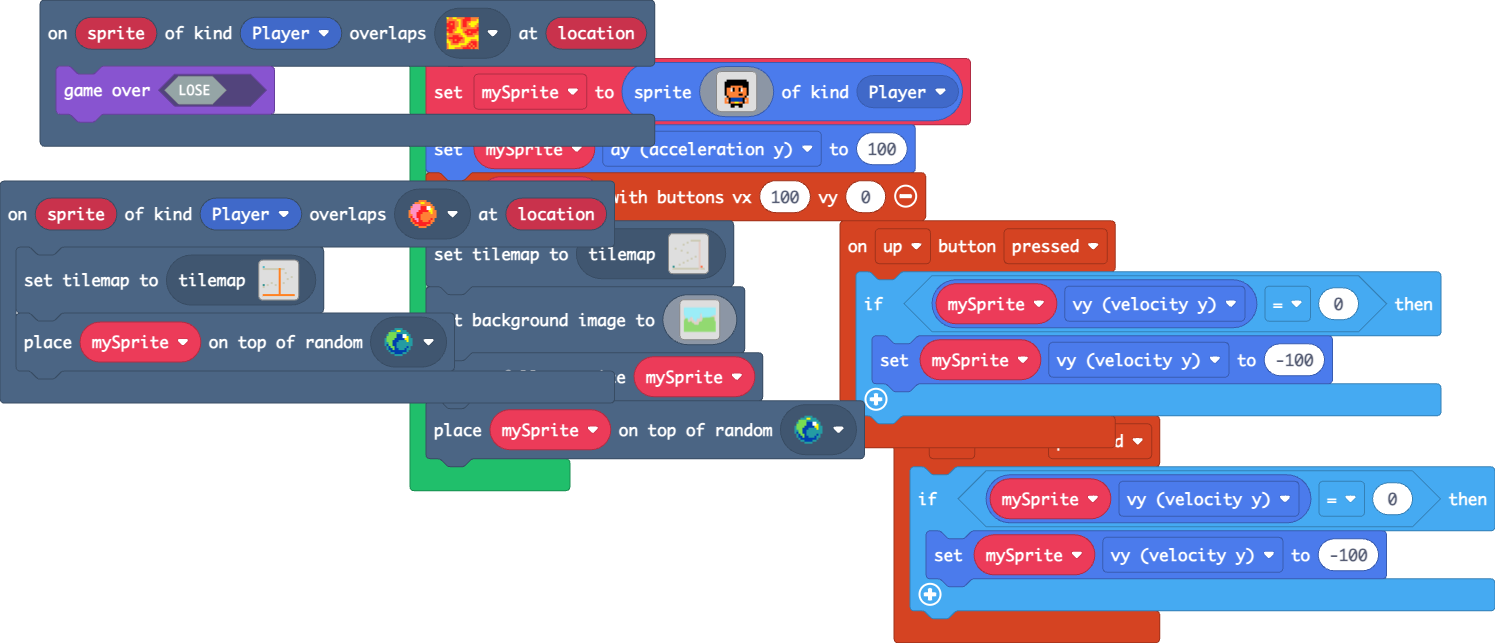 on sprite of kind Player overlaps at location
game over LOSE
set mySprite to sprite of kind Player
set mySprite ay (acceleration y) to 100
with buttons vx 100 vy 0
on sprite of kind Player overlaps at location
set tilemap to tilemap
place mySprite on top of random
set tilemap to tilemap
background image to
mySprite
place mySprite on top of random
on up button pressed
if mySprite vy (velocity y) = 0 then
set mySprite vy (velocity y) to -100
if mySprite vy (velocity y) = 0 then
set mySprite vy (velocity y) to -100